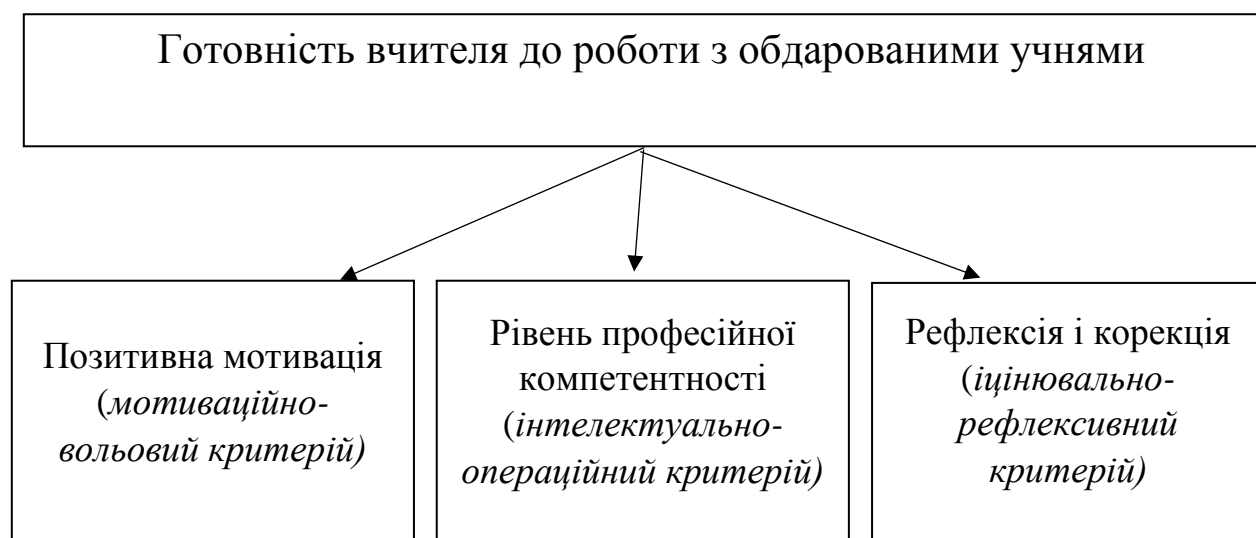 Готовність вчителя до роботи з обдарованими учнями
Позитивна мотивація
(мотиваційно-
вольовий критерій)
Рівень професійної
компетентності
(інтелектуально-
операційний критерій)
Рефлексія і корекція
(іцінювально-
рефлексивний
критерій)